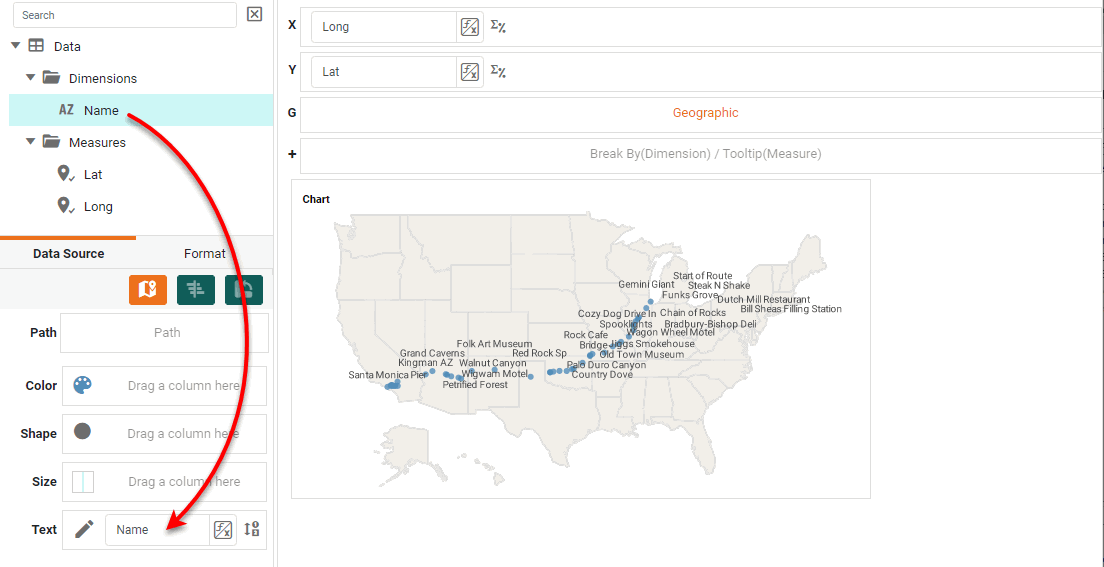 Search
Data
Dimensions
AZ Name
Measures
Lat
Long
Data Source
Format
Path
Path
Color
Drag a column here
Shape
Drag a column here
Size
Drag a column here
Text
Name
X
Long
Σ%
Y
Lat
Σ%
G
Geographic
+
Break By(Dimension) / Tooltip(Measure)
Chart
Start of Route
Gemini Giant
Steak N Shake
Funks Grove
Dutch Mill Restaurant
Bill Sheas Filling Station
Cozy Dog Drive In
Chain of Rocks
Spooklights
Bradbury-Bishop Deli
Wagon Wheel Motel
Rock Cafe
Bridge
Jiggs Smokehouse
Folk Art Museum
Grand Caverns
Red Rock Sp
Old Town Museum
Kingman AZ
Walnut Canyon
Palo Duro Canyon
Santa Monica Pier
Wigwam Motel
Country Dove
Petrified Forest